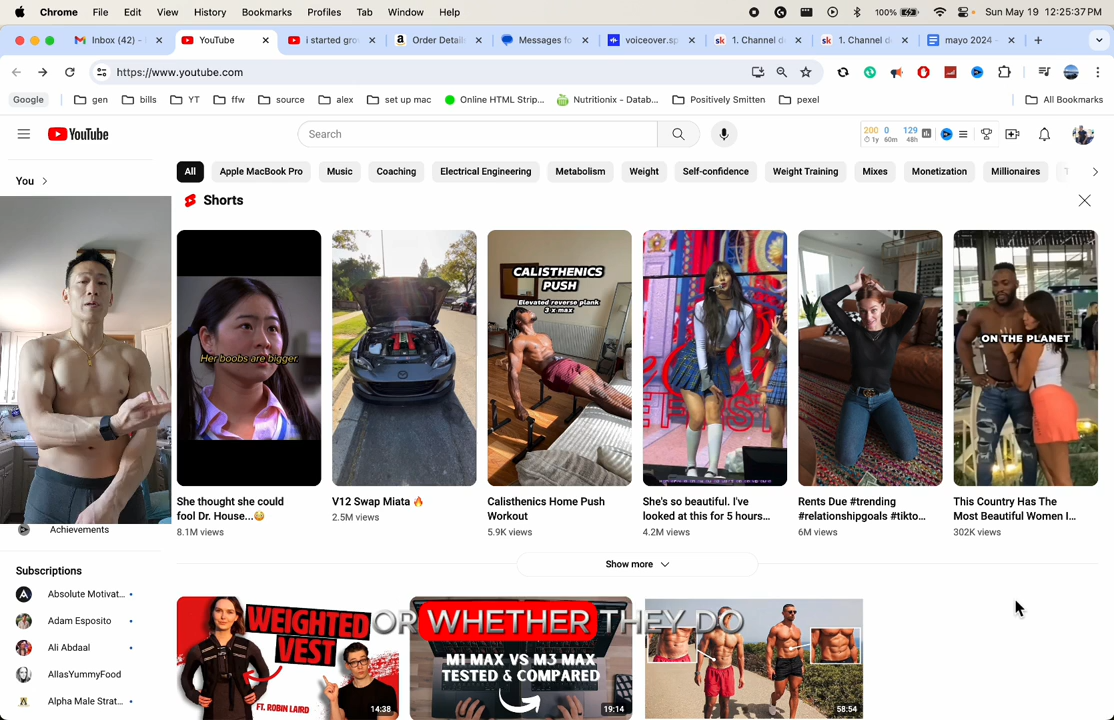 Chrome File Edit View History Bookmarks Profiles Tab Window Help 100% Sun May 19 12:25:37 PM
Inbox (42) - YouTube i started gro Order Detail Messages fo voiceover.sp 1. Channel d 1. Channel d mayo 2024 -
https://www.youtube.com
Google gen bills YT ffw source alex set up mac Online HTML Strip... Nutritionix - Datab... Positively Smitten pexel All Bookmarks
YouTube Search 200 0 129
1y 60m 48h
All Apple MacBook Pro Music Coaching Electrical Engineering Metabolism Weight Self-confidence Weight Training Mixes Monetization Millionaires
You
Shorts
Her boobs are bigger.
CALISTHENICS
PUSH
Elevated reverse plank
3 x max
ON THE PLANET
She thought she could
fool Dr. House...
8.1M views
V12 Swap Miata
2.5M views
Calisthenics Home Push
Workout
5.9K views
She's so beautiful. I've
looked at this for 5 hours...
4.2M views
Rents Due #trending
#relationshipgoals #tikto...
6M views
This Country Has The
Most Beautiful Women I...
302K views
Achievements
Show more
Subscriptions
Absolute Motivat...
Adam Esposito
Ali Abdaal
AllasYummyFood
Alpha Male Strat...
WEIGHTED
VEST
FT. ROBIN LAIRD
14:38
OR WHETHER THEY DO
M1 MAX VS M3 MAX
TESTED & COMPARED
19:14
58:54